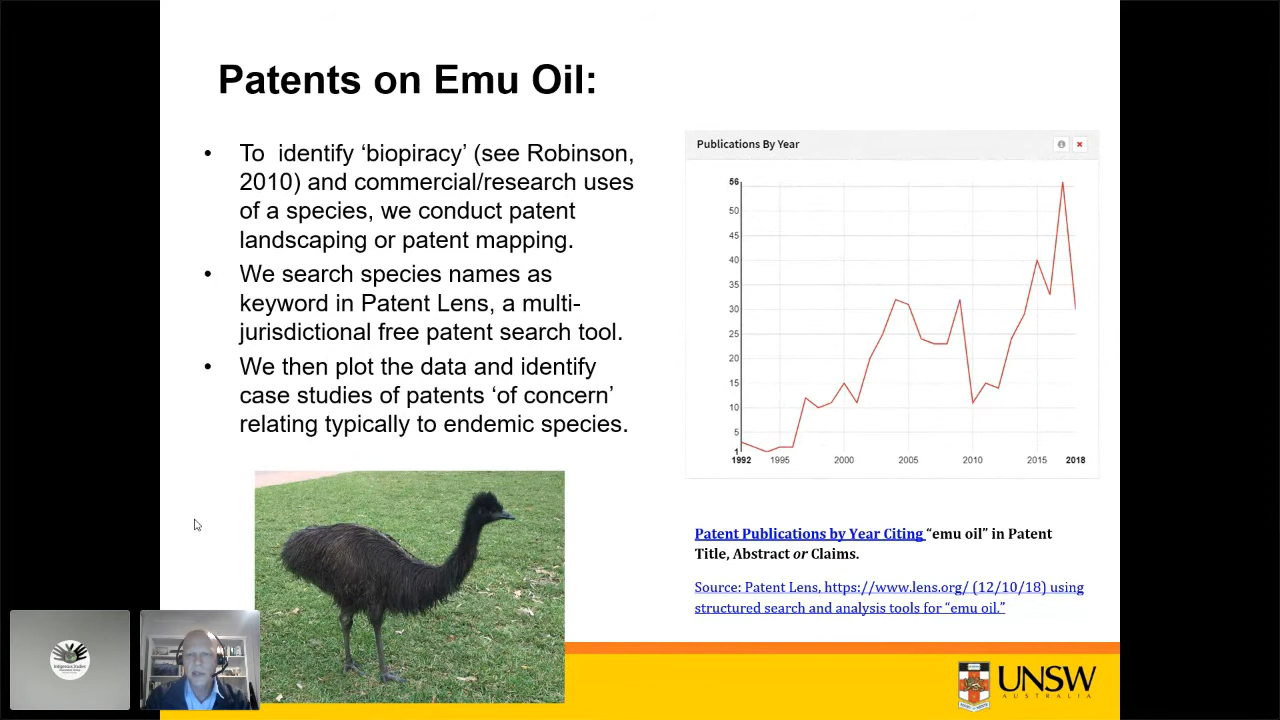 Patents on Emu Oil:
• To identify ‘biopiracy’ (see Robinson,
2010) and commercial/research uses
of a species, we conduct patent
landscaping or patent mapping.
• We search species names as
keyword in Patent Lens, a multi-
jurisdictional free patent search tool.
• We then plot the data and identify
case studies of patents ‘of concern’
relating typically to endemic species.
Publications By Year
56
50
45
40
35
30
25
20
15
10
5
1
1992 1995 2000 2005 2010 2015 2018
Patent Publications by Year Citing “emu oil” in Patent
Title, Abstract or Claims.
Source: Patent Lens, https://www.lens.org/ (12/10/18) using
structured search and analysis tools for “emu oil.”
UNSW
AUSTRALIA